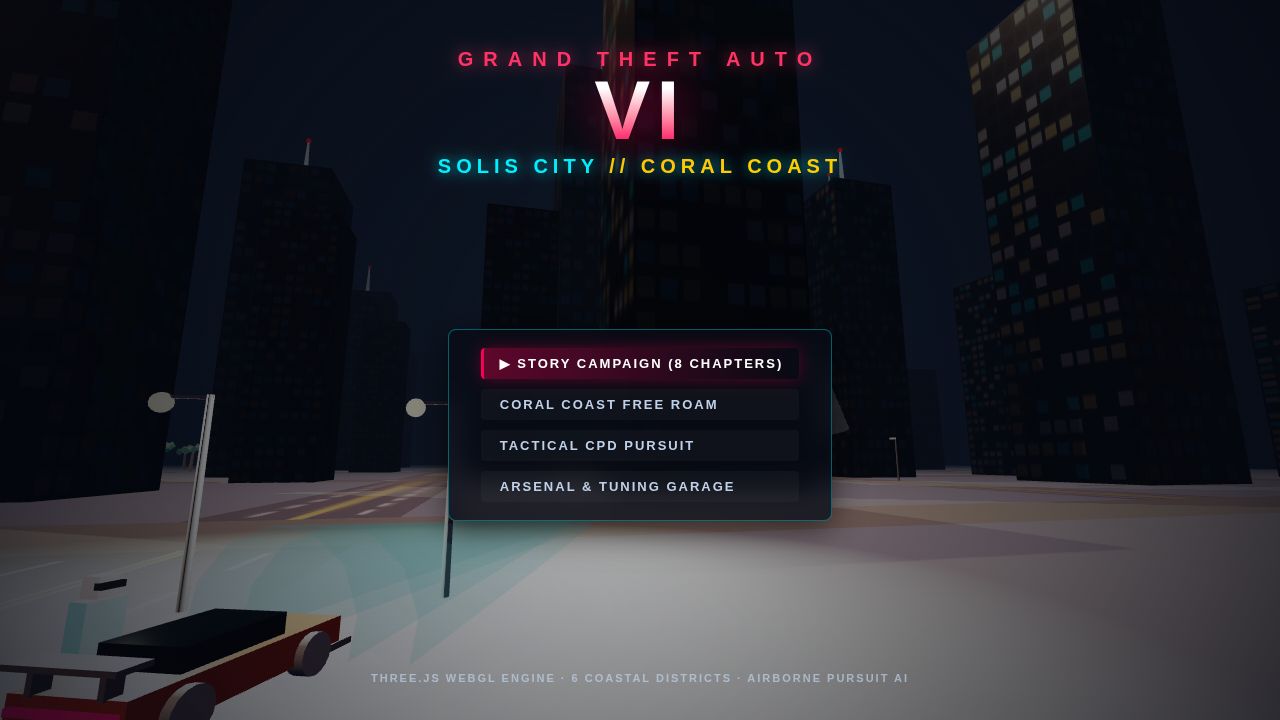 GRAND THEFT AUTO
VI
SOLIS CITY // CORAL COAST
▶ STORY CAMPAIGN (8 CHAPTERS)
CORAL COAST FREE ROAM
TACTICAL CPD PURSUIT
ARSENAL & TUNING GARAGE
THREE.JS WEBGL ENGINE · 6 COASTAL DISTRICTS · AIRBORNE PURSUIT AI